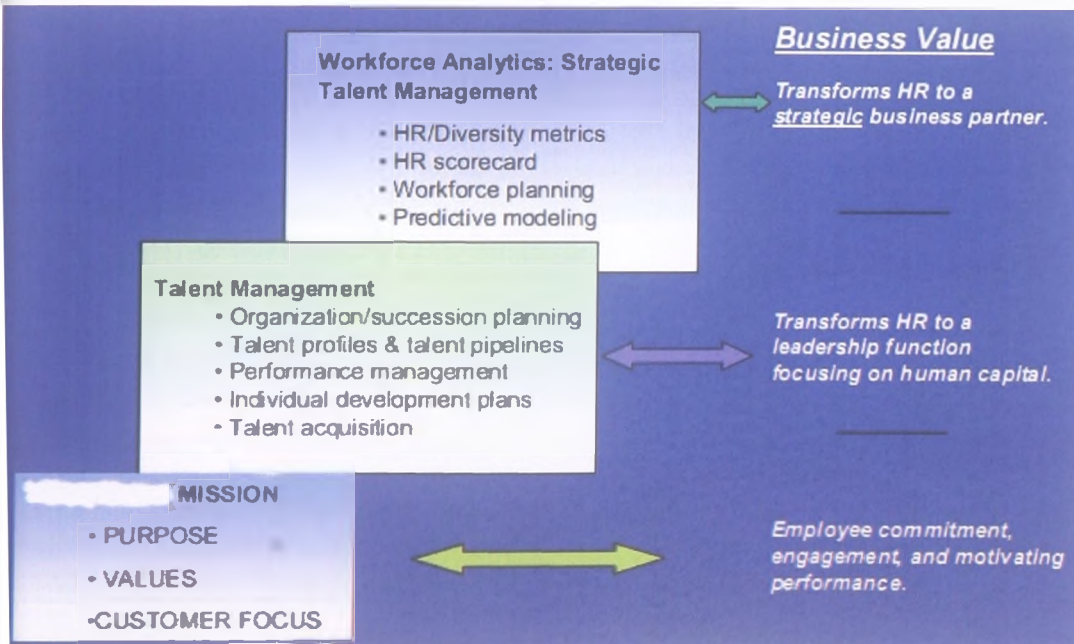 Business Value
Workforce Analytics: Strategic
Talent Management
• HR/Diversity metrics
• HR scorecard
• Workforce planning
• Predictive modeling
Transforms HR to a
strategic business partner.
Talent Management
• Organization/succession planning
• Talent profiles & talent pipelines
• Performance management
• Individual development plans
• Talent acquisition
Transforms HR to a
leadership function
focusing on human capital.
MISSION
• PURPOSE
• VALUES
•CUSTOMER FOCUS
Employee commitment,
engagement, and motivating
performance.